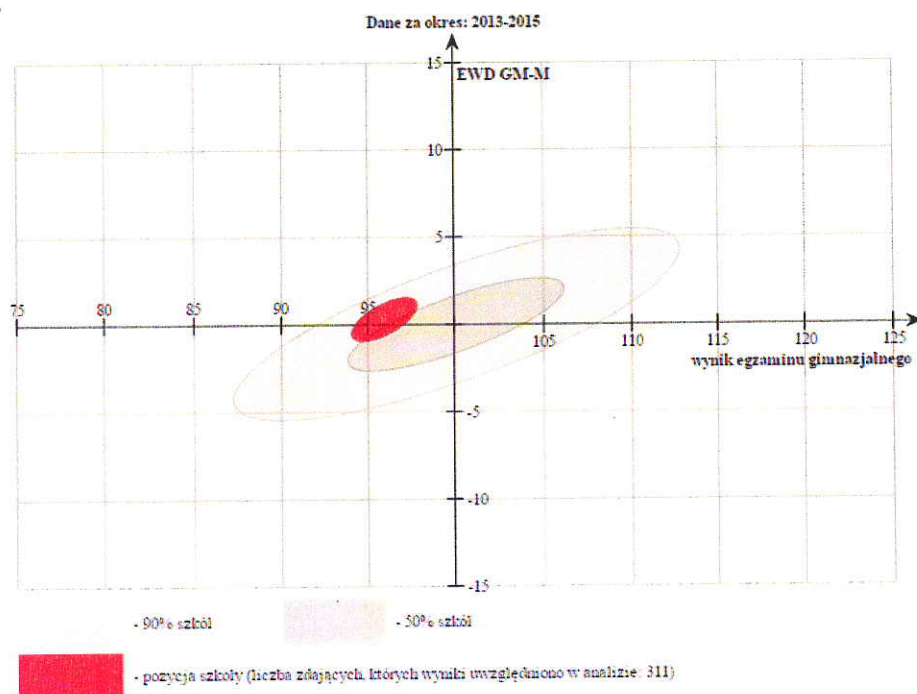 Dane za okres: 2013-2015
15
EWD GM-M
10
5
75
80
85
90
95
105
110
115
120
125
wynik egzaminu gimnazjalnego
-5
-10
-15
- 90% szkół
- 50% szkół
- pozycja szkoły (liczba zdających, których wyniki uwzględniono w analizie: 311)